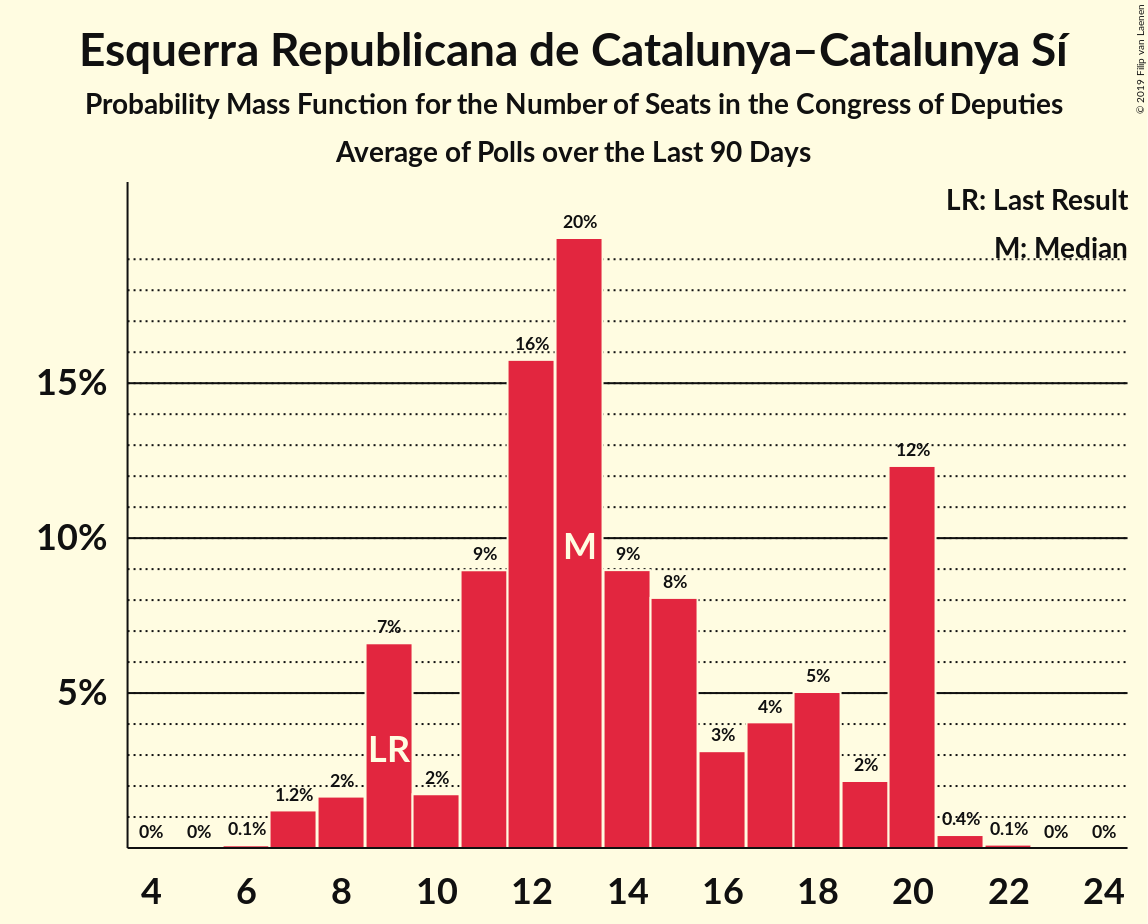 Esquerra Republicana de Catalunya–Catalunya Sí
Probability Mass Function for the Number of Seats in the Congress of Deputies
Average of Polls over the Last 90 Days
© 2019 Filip van Laenen
LR: Last Result
M: Median
15%
10%
5%
0%
0%
0.1%
1.2%
2%
7%
2%
9%
16%
20%
9%
8%
3%
4%
5%
2%
12%
0.4%
0.1%
0%
0%
LR
M
4 6 8 10 12 14 16 18 20 22 24